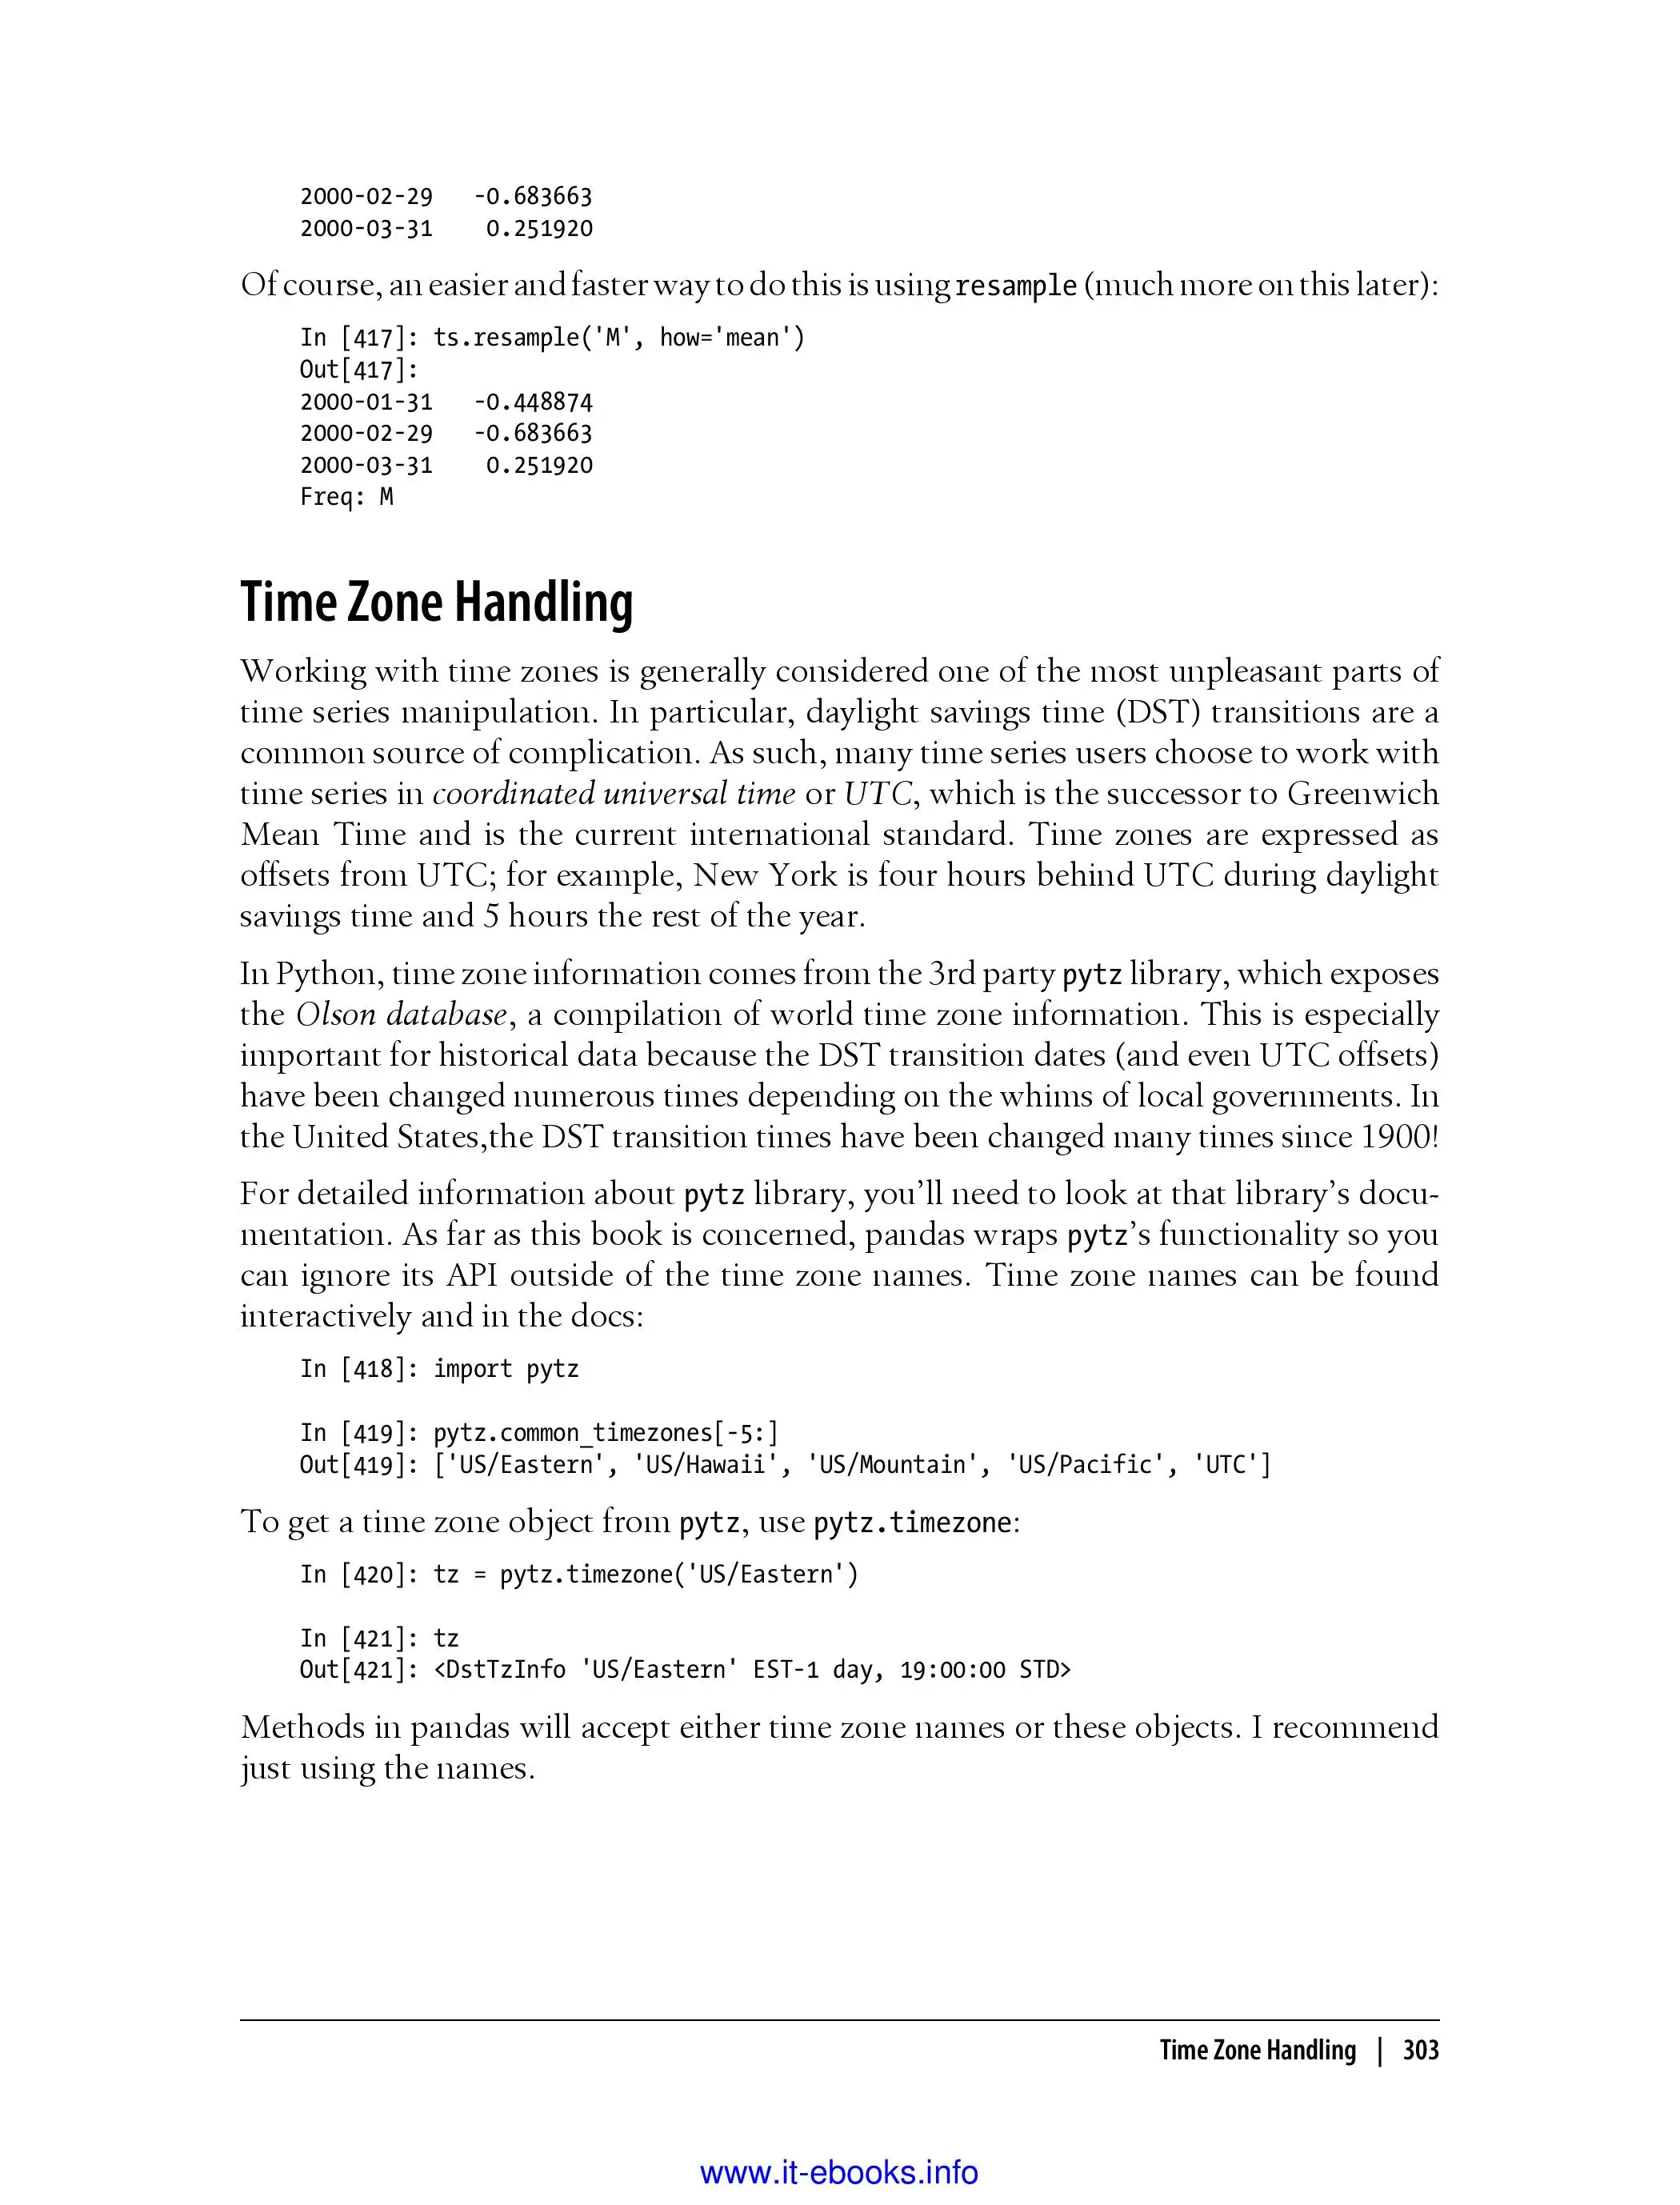 2000-02-29   -0.683663
2000-03-31    0.251920
Of course, an easier and faster way to do this is using resample (much more on this later):
In [417]: ts.resample('M', how='mean')
Out[417]:
2000-01-31   -0.448874
2000-02-29   -0.683663
2000-03-31    0.251920
Freq: M
Time Zone Handling
Working with time zones is generally considered one of the most unpleasant parts of
time series manipulation. In particular, daylight savings time (DST) transitions are a
common source of complication. As such, many time series users choose to work with
time series in coordinated universal time or UTC, which is the successor to Greenwich
Mean Time and is the current international standard. Time zones are expressed as
offsets from UTC; for example, New York is four hours behind UTC during daylight
savings time and 5 hours the rest of the year.
In Python, time zone information comes from the 3rd party pytz library, which exposes
the Olson database, a compilation of world time zone information. This is especially
important for historical data because the DST transition dates (and even UTC offsets)
have been changed numerous times depending on the whims of local governments. In
the United States,the DST transition times have been changed many times since 1900!
For detailed information about pytz library, you’ll need to look at that library’s docu-
mentation. As far as this book is concerned, pandas wraps pytz’s functionality so you
can ignore its API outside of the time zone names. Time zone names can be found
interactively and in the docs:
In [418]: import pytz
In [419]: pytz.common_timezones[-5:]
Out[419]: ['US/Eastern', 'US/Hawaii', 'US/Mountain', 'US/Pacific', 'UTC']
To get a time zone object from pytz, use pytz.timezone:
In [420]: tz = pytz.timezone('US/Eastern')
In [421]: tz
Out[421]: <DstTzInfo 'US/Eastern' EST-1 day, 19:00:00 STD>
Methods in pandas will accept either time zone names or these objects. I recommend
just using the names.
Time Zone Handling | 303
www.it-ebooks.info